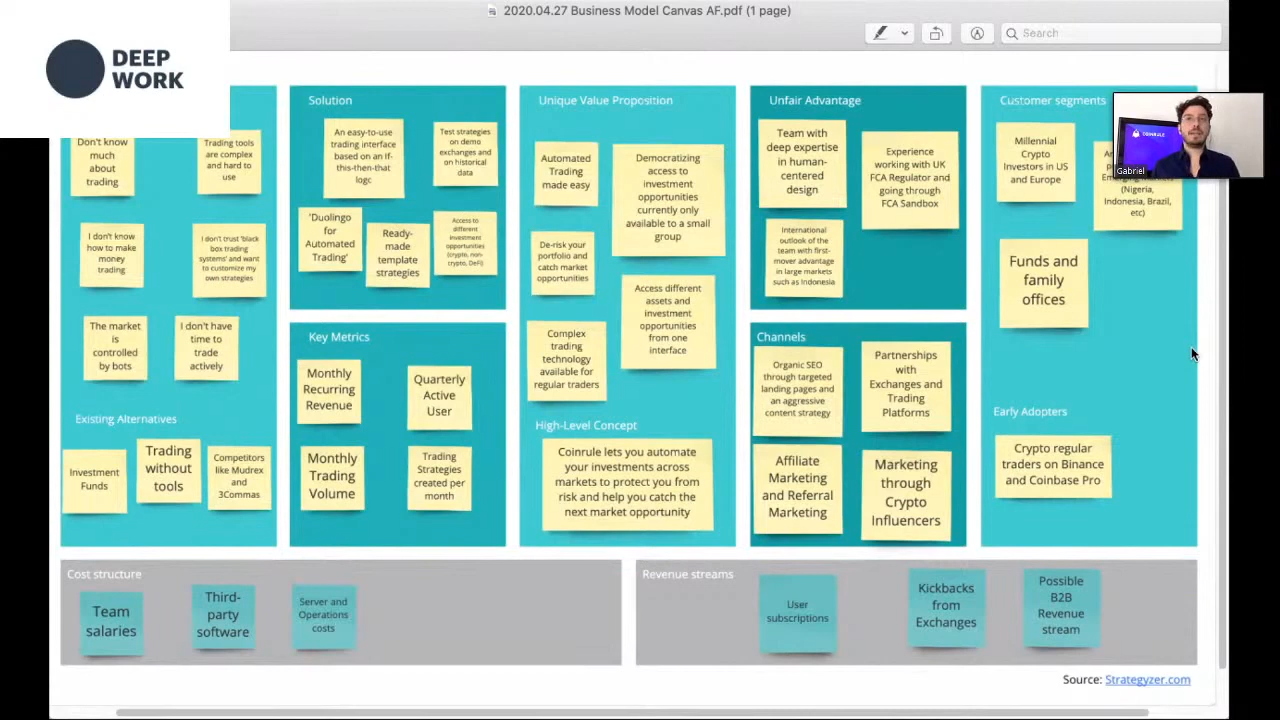 2020.04.27 Business Model Canvas AF.pdf (1 page)
Search
DEEP
WORK
Don't know
much about
trading
Trading tools
are complex
and hard to
use
I don't know
how to make
money
trading
I don't trust 'black
box trading
systems' and want
to customize my
own strategies
The market
is
controlled
by bots
I don't have
time to
trade
actively
Existing Alternatives
Investment
Funds
Trading
without
tools
Competitors
like Mudrex
and
3Commas
Solution
An easy-to-use
trading interface
based on an If-
this-then-that
logc
Test strategies
on demo
exchanges and
on historical
data
'Duolingo
for
Automated
Trading'
Ready-
made
template
strategies
Access to
different
investment
opportunities
(crypto, non-
crypto, DeFi)
Key Metrics
Monthly
Recurring
Revenue
Quarterly
Active
User
Monthly
Trading
Volume
Trading
Strategies
created per
month
Unique Value Proposition
Automated
Trading
made easy
Democratizing
access to
investment
opportunities
currently only
available to a small
group
De-risk your
portfolio and
catch market
opportunities
Access different
assets and
investment
opportunities
from one
interface
Complex
trading
technology
available for
regular traders
High-Level Concept
Coinrule lets you automate
your investments across
markets to protect you from
risk and help you catch the
next market opportunity
Unfair Advantage
Team with
deep expertise
in human-
centered
design
Experience
working with UK
FCA Regulator and
going through
FCA Sandbox
International
outlook of the
team with first-
mover advantage
in large markets
such as Indonesia
Channels
Organic SEO
through targeted
landing pages and
an aggressive
content strategy
Partnerships
with
Exchanges and
Trading
Platforms
Affiliate
Marketing
and Referral
Marketing
Marketing
through
Crypto
Influencers
Customer segments
Millennial
Crypto
Investors in US
and Europe
(Nigeria,
Indonesia, Brazil,
etc)
Funds and
family
offices
Early Adopters
Crypto regular
traders on Binance
and Coinbase Pro
COINRULE
Gabriel
Cost structure
Team
salaries
Third-
party
software
Server and
Operations
costs
Revenue streams
User
subscriptions
Kickbacks
from
Exchanges
Possible
B2B
Revenue
stream
Source: Strategyzer.com